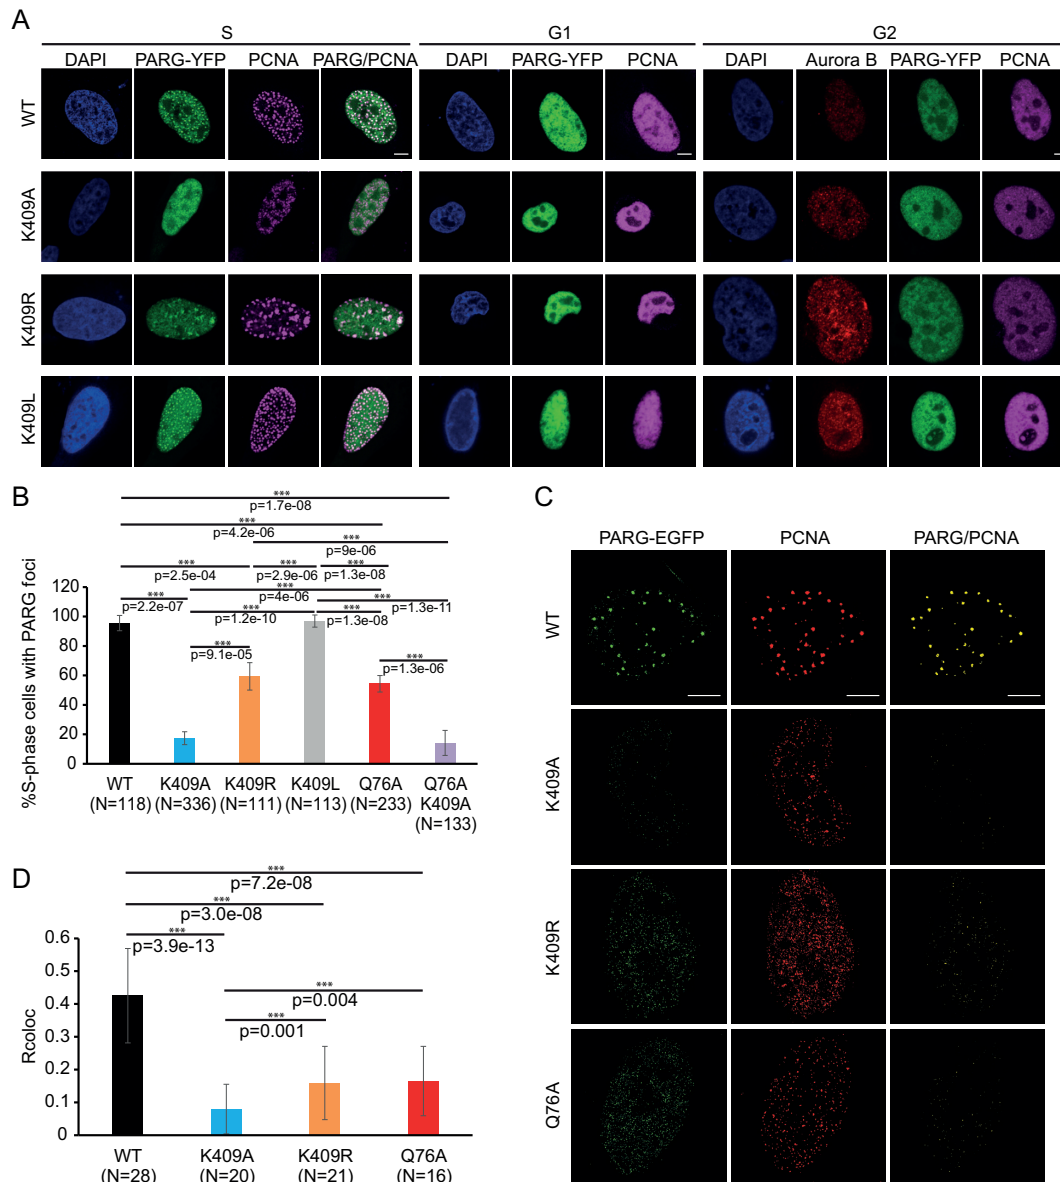 A
S G1 G2
DAPI PARG-YFP PCNA PARG/PCNA DAPI PARG-YFP PCNA DAPI Aurora B PARG-YFP PCNA
WT
K409A
K409R
K409L
B
***
p=1.7e-08
***
p=4.2e-06
***
p=9e-06
*** *** ***
p=2.5e-04 p=2.9e-06 p=1.3e-08
***
p=4e-06
*** ***
p=2.2e-07 p=1.3e-11
*** ***
p=1.2e-10 p=1.3e-08
*** ***
p=9.1e-05 p=1.3e-06
%S-phase cells with PARG foci
120
100
80
60
40
20
0
WT K409A K409R K409L Q76A Q76A
(N=118) (N=336) (N=111) (N=113) (N=233) K409A
(N=133)
C
PARG-EGFP PCNA PARG/PCNA
WT
K409A
K409R
Q76A
D
***
p=7.2e-08
***
p=3.0e-08
***
p=3.9e-13
***
p=0.004
***
p=0.001
Rcoloc
0.6
0.5
0.4
0.3
0.2
0.1
0
WT K409A K409R Q76A
(N=28) (N=20) (N=21) (N=16)